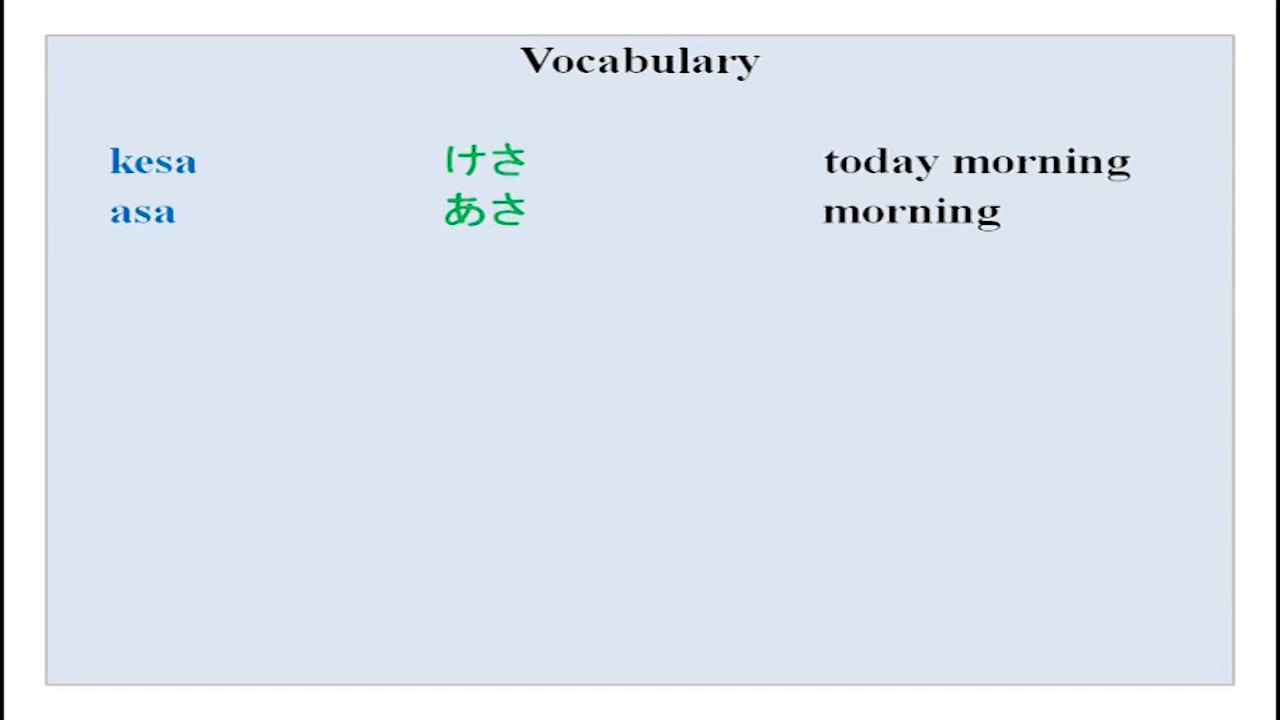 Vocabulary
kesa けさ today morning
asa あさ morning